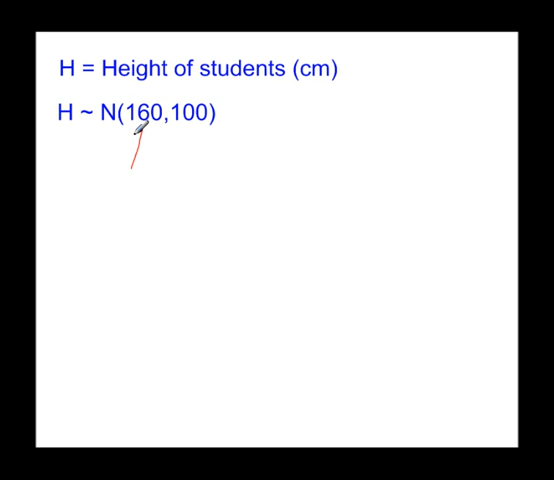 H = Height of students (cm)
H ~ N(160,100)